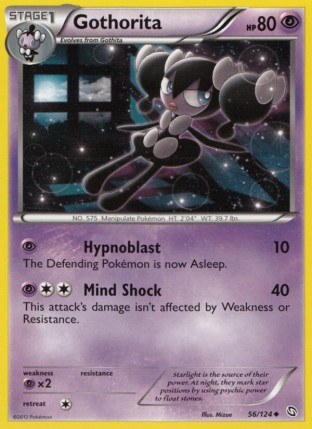 STAGE1
Gothorita
HP80
Evolves from Gothita
NO. 575 Manipulate Pokémon HT: 2'04" WT: 39.7 lbs.
Hypnoblast 10
The Defending Pokémon is now Asleep.
Mind Shock 40
This attack's damage isn't affected by Weakness or
Resistance.
weakness resistance
×2
retreat
Starlight is the source of their
power. At night, they mark star
positions by using psychic power
to float stones.
©2012 Pokémon
Illus. Mizue
56/124